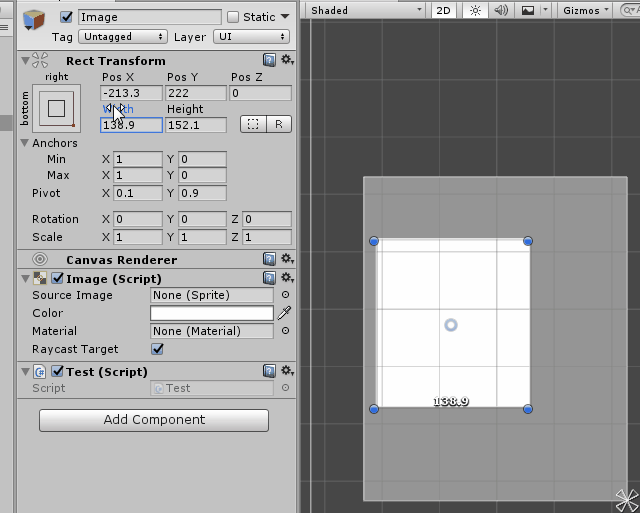 Image Static
Tag Untagged Layer UI
Rect Transform
right Pos X Pos Y Pos Z
bottom -213.3 222 0
Width Height
138.9 152.1 R
Anchors
Min X 1 Y 0
Max X 1 Y 0
Pivot X 0.1 Y 0.9
Rotation X 0 Y 0 Z 0
Scale X 1 Y 1 Z 1
Canvas Renderer
Image (Script)
Source Image None (Sprite)
Color
Material None (Material)
Raycast Target
Test (Script)
Script Test
Add Component
Shaded 2D Gizmos
138.9